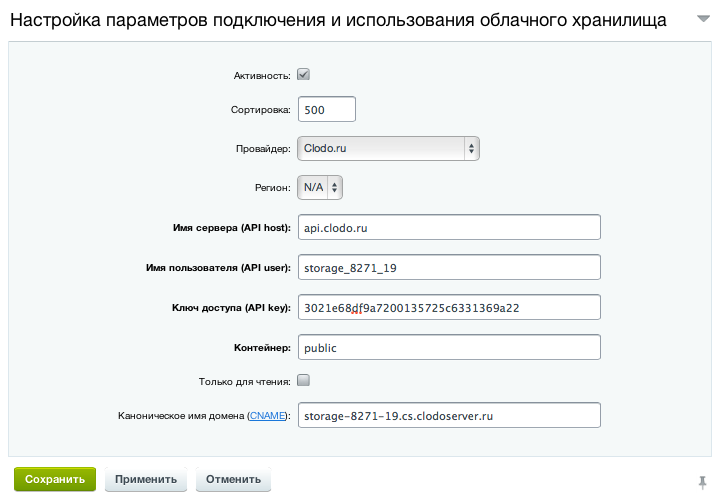 Настройка параметров подключения и использования облачного хранилища
Активность:
Сортировка: 500
Провайдер: Clodo.ru
Регион: N/A
Имя сервера (API host): api.clodo.ru
Имя пользователя (API user): storage_8271_19
Ключ доступа (API key): 3021e68df9a7200135725c6331369a22
Контейнер: public
Только для чтения:
Каноническое имя домена (CNAME): storage-8271-19.cs.clodoserver.ru
Сохранить Применить Отменить